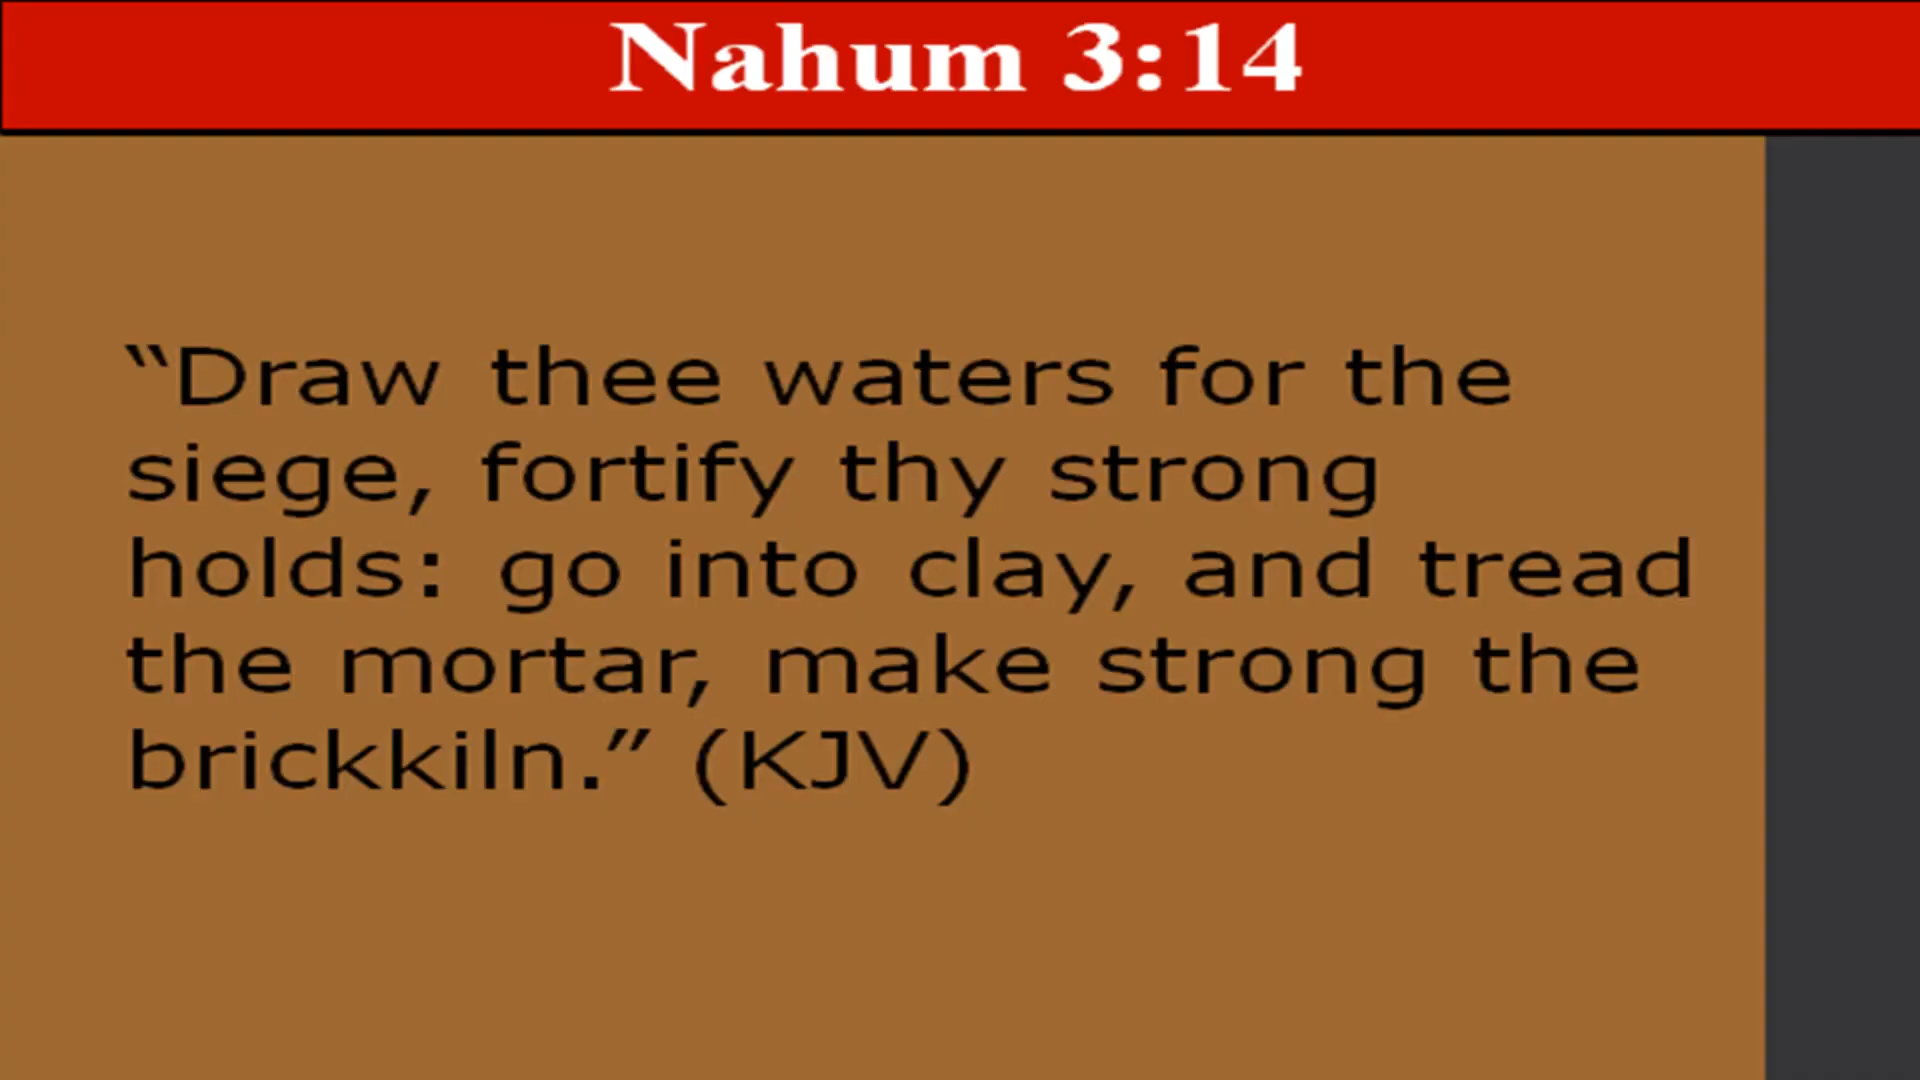 Nahum 3:14
“Draw thee waters for the
siege, fortify thy strong
holds: go into clay, and tread
the mortar, make strong the
brickkiln.” (KJV)